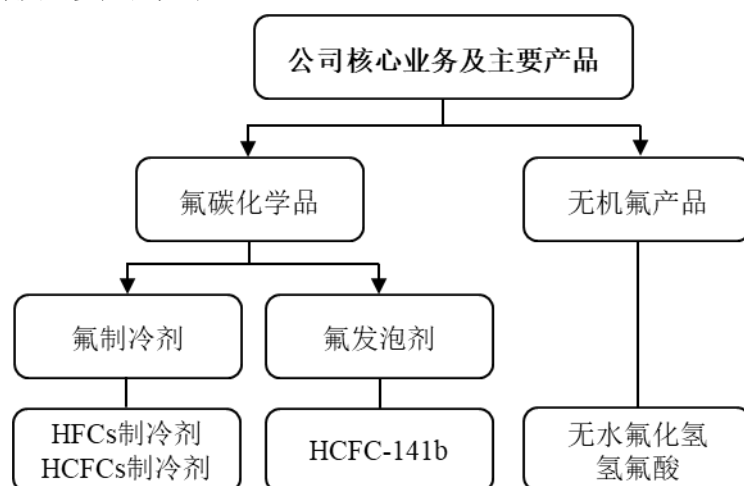 公司核心业务及主要产品
氟碳化学品
无机氟产品
氟制冷剂
氟发泡剂
HFCs制冷剂
HCFCs制冷剂
HCFC-141b
无水氟化氢
氢氟酸